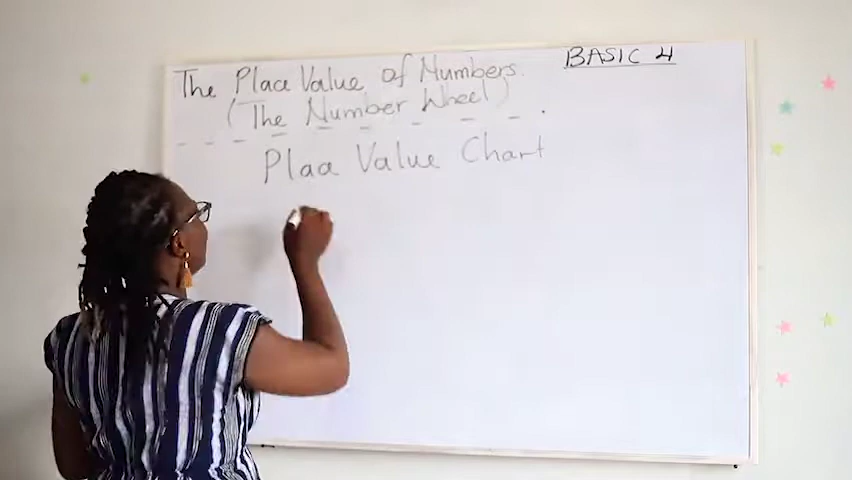 BASIC 4
The Place Value of Numbers.
(The Number Wheel)
Place Value Chart